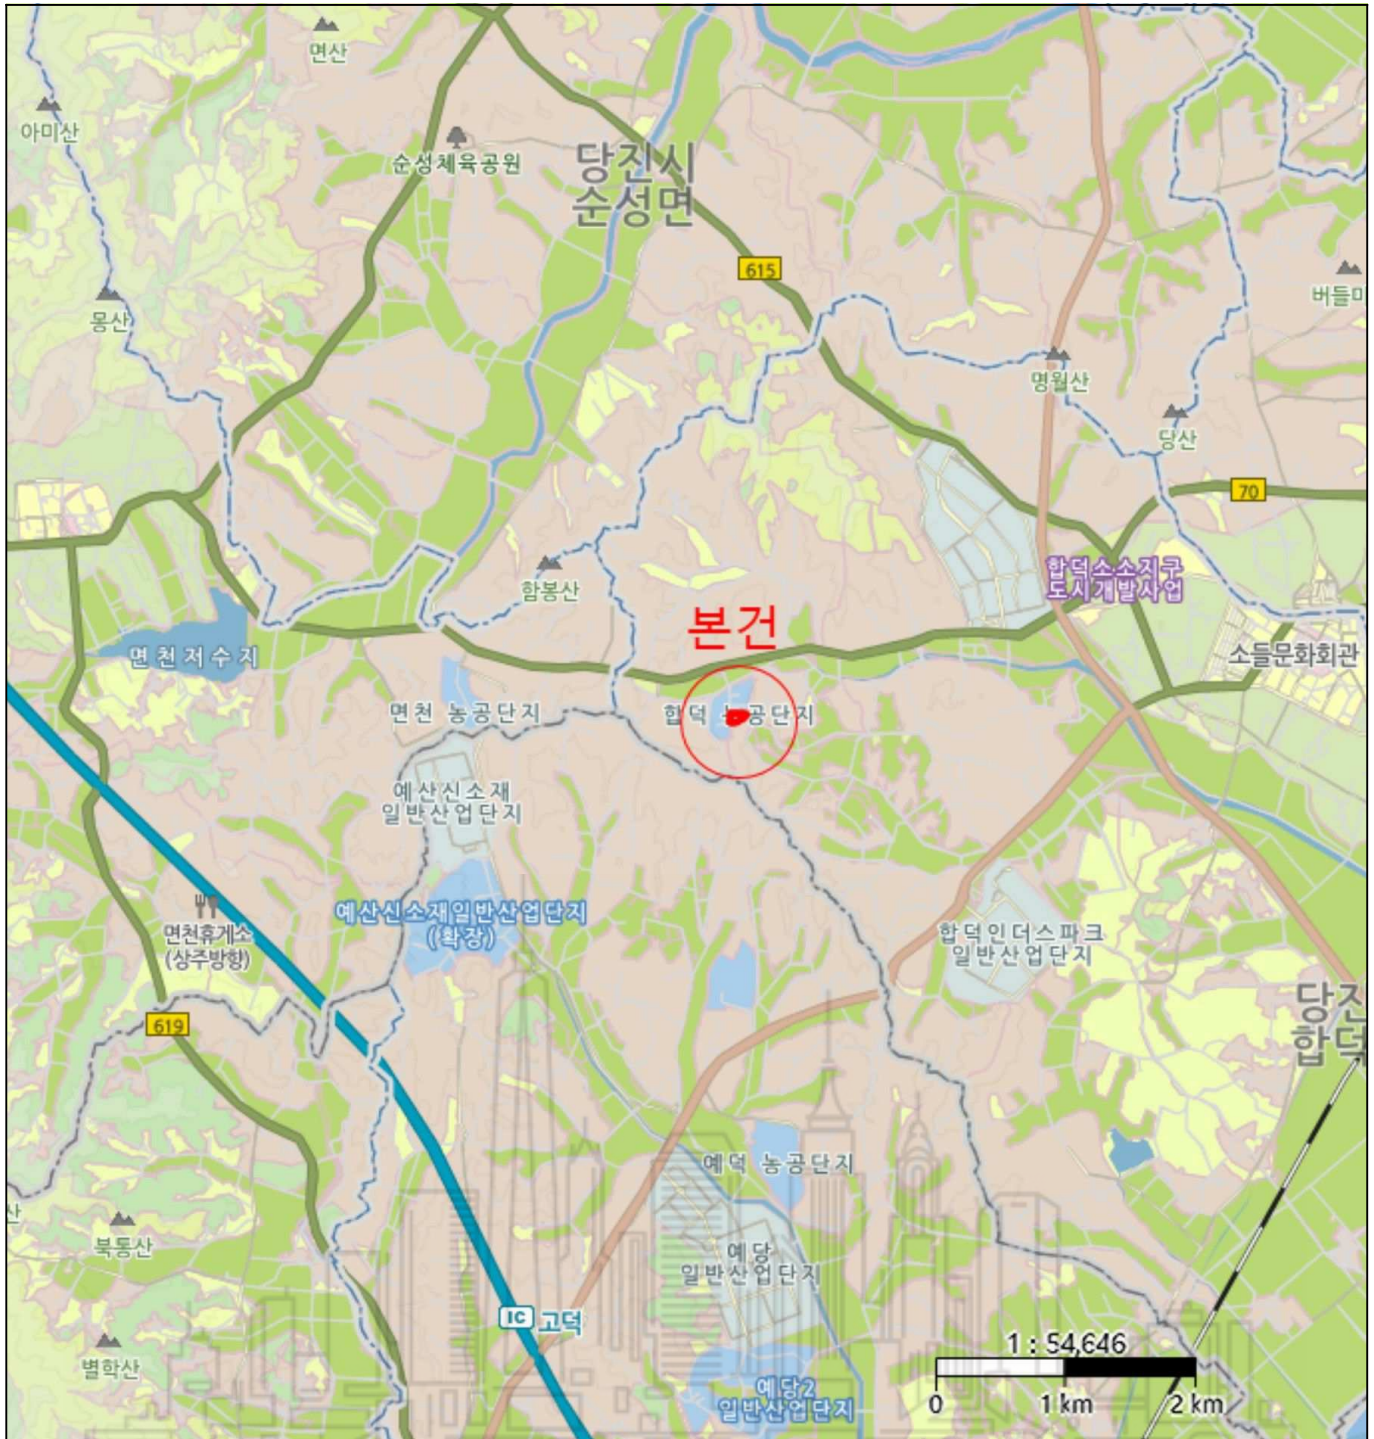 면산
아미산
순성체육공원
당진시
순성면
615
버들미
몽산
명월산
당산
70
함봉산
합덕소소지구
도시개발사업
본건
면천저수지
소들문화회관
면천 농공단지
합덕 농공단지
예산신소재
일반산업단지
예산신소재일반산업단지
(확장)
면천휴게소
(상주방향)
합덕인더스파크
일반산업단지
당진
합덕
619
예덕 농공단지
산
북통산
예당
일반산업단지
IC 고덕
별학산
1 : 54,646
0 1 km 2 km
예당2
일반산업단지